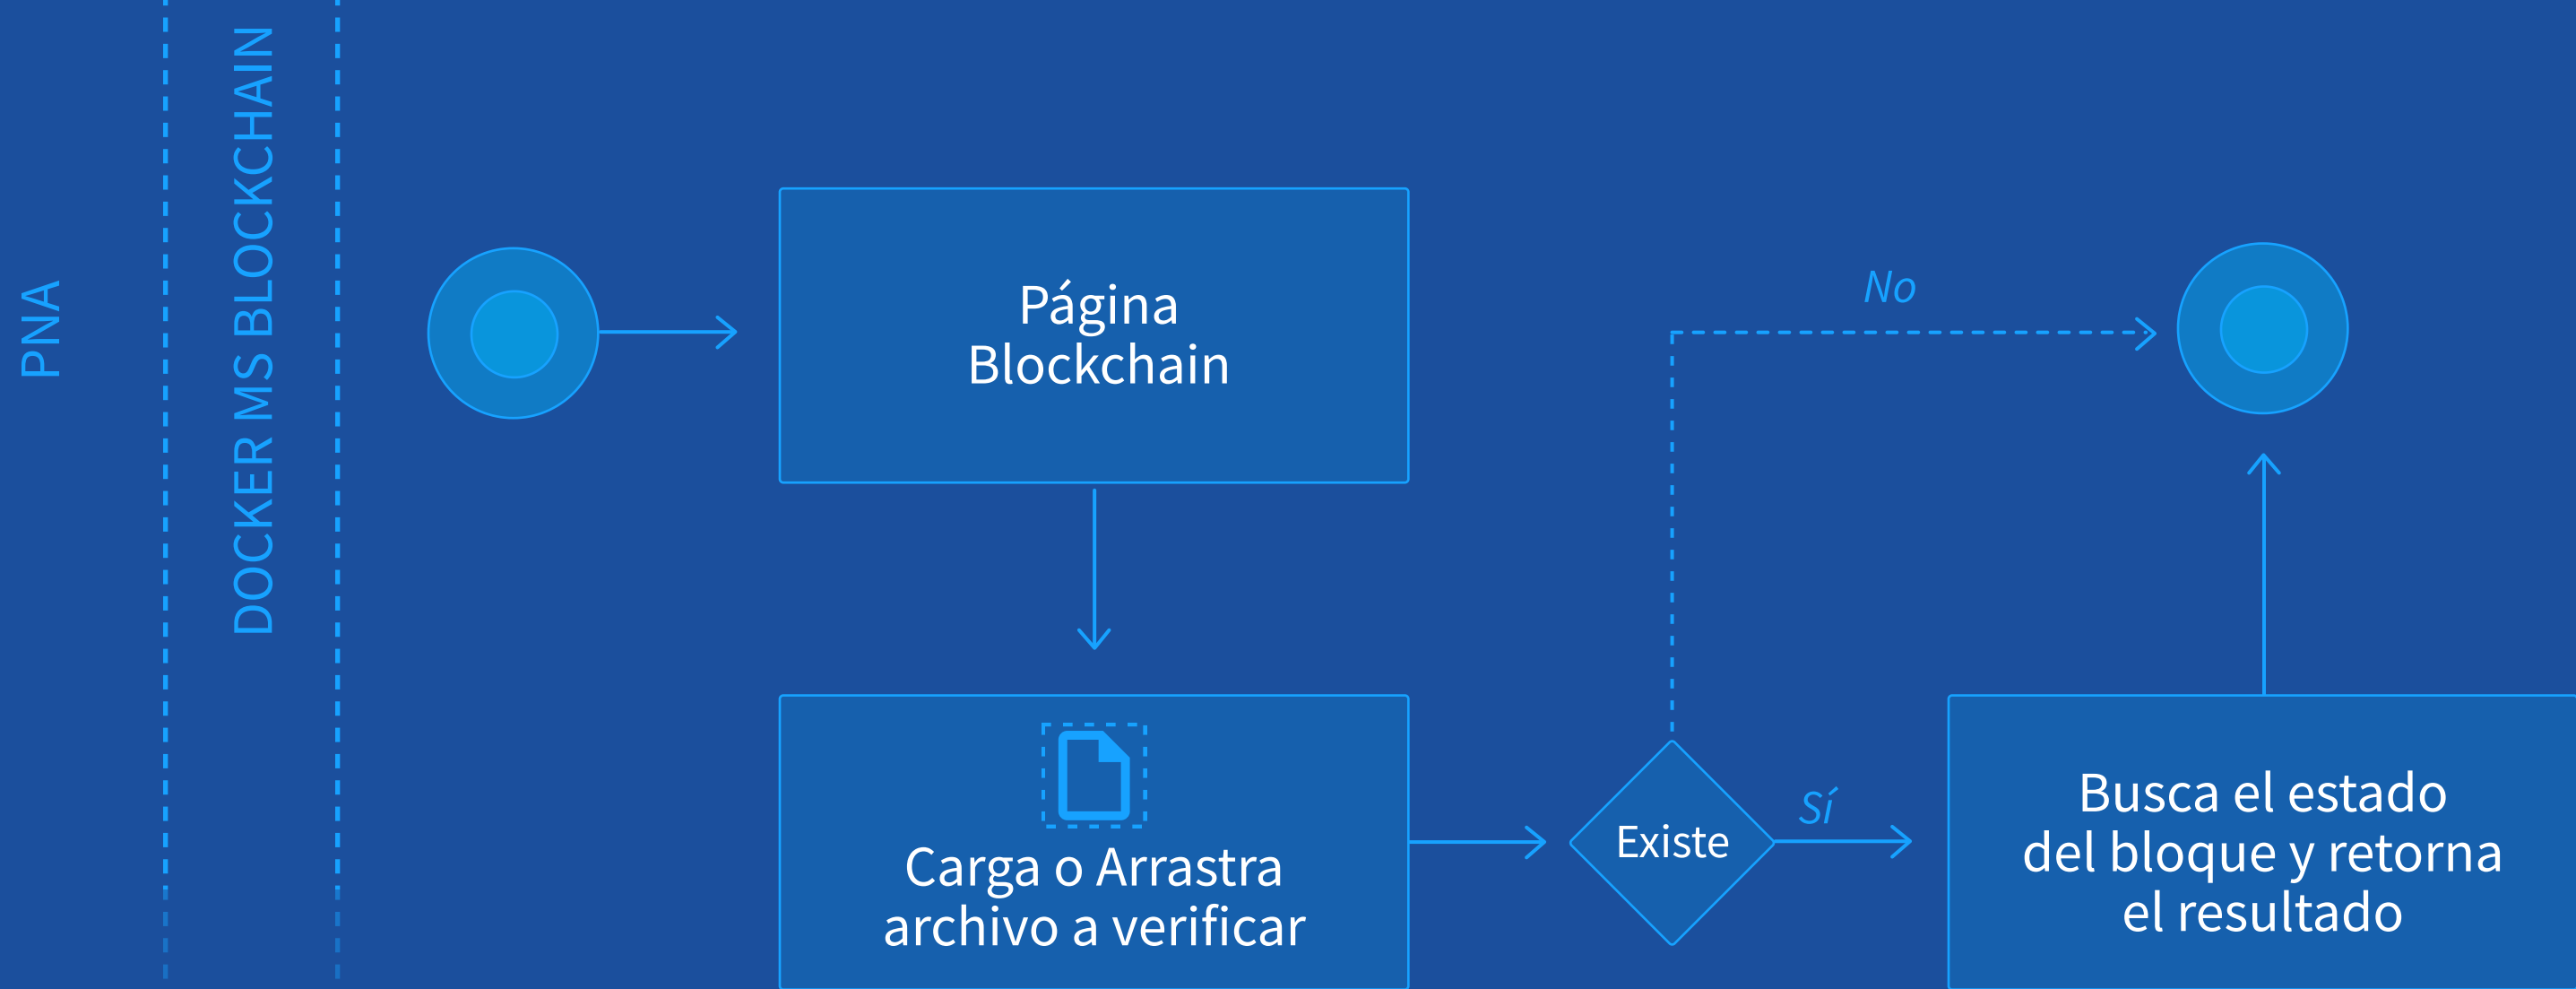 PNA
DOCKER MS BLOCKCHAIN
Página
Blockchain
Carga o Arrastra
archivo a verificar
Existe
No
Sí
Busca el estado
del bloque y retorna
el resultado